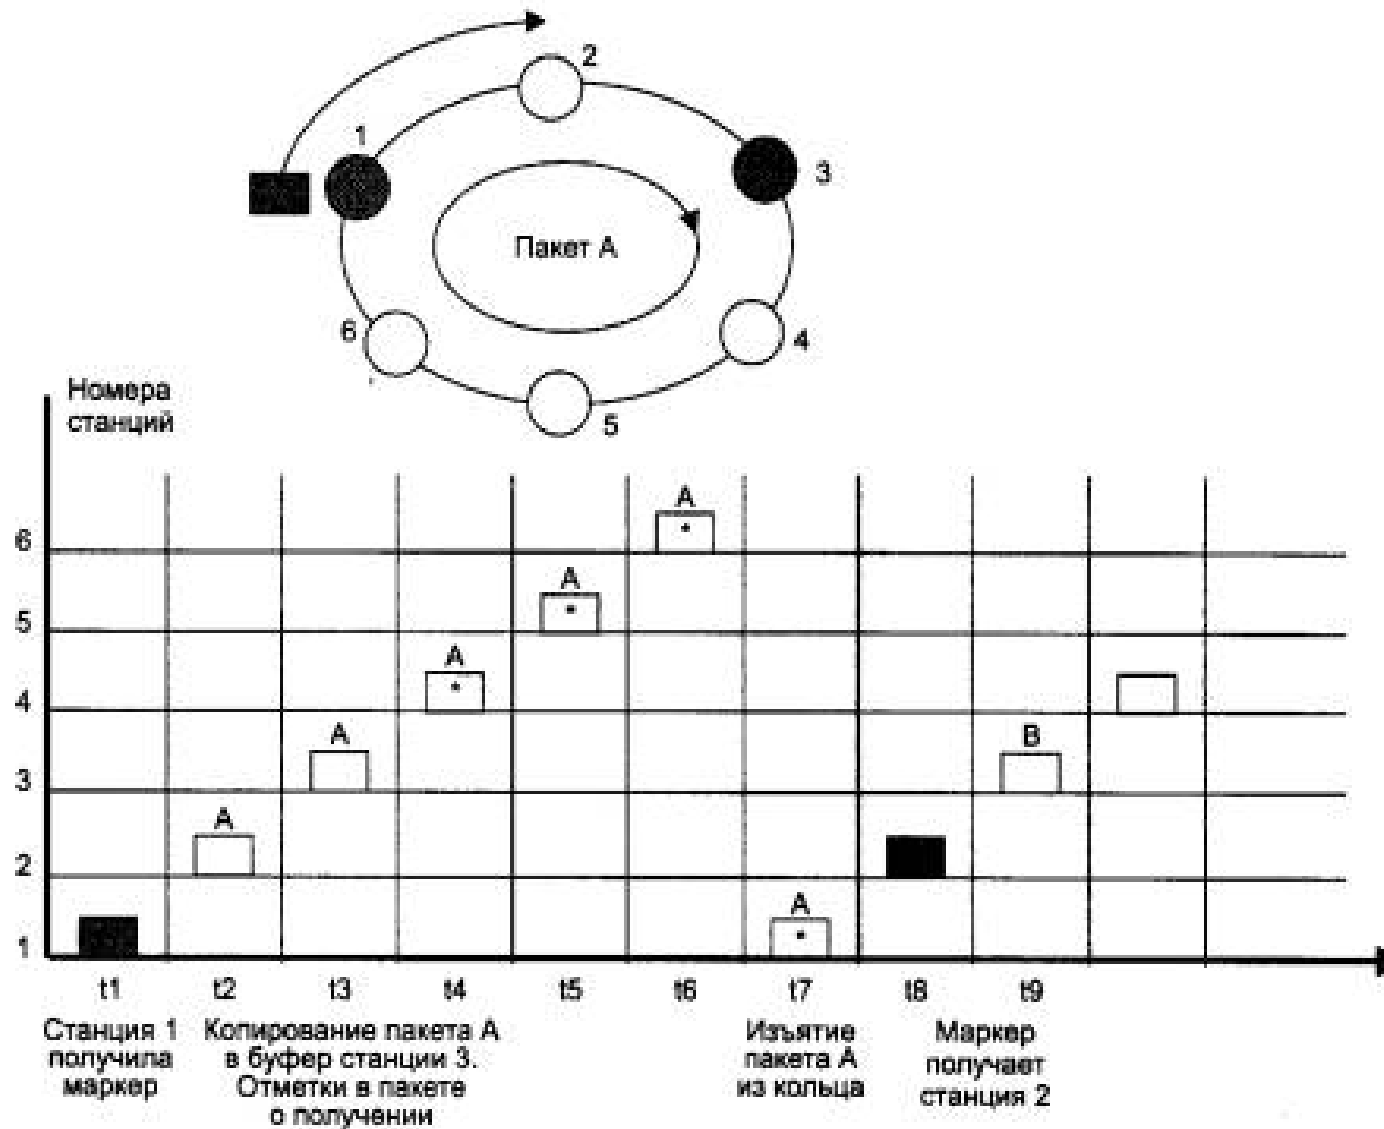 2
1
3
Пакет А
6
4
5
Номера
станций
А
6
А
5
А
4
А
В
3
А
2
А
1
t1 t2 t3 t4 t5 t6 t7 t8 t9
Станция 1
получила
маркер
Копирование пакета А
в буфер станции 3.
Отметки в пакете
о получении
Изъятие
пакета А
из кольца
Маркер
получает
станция 2